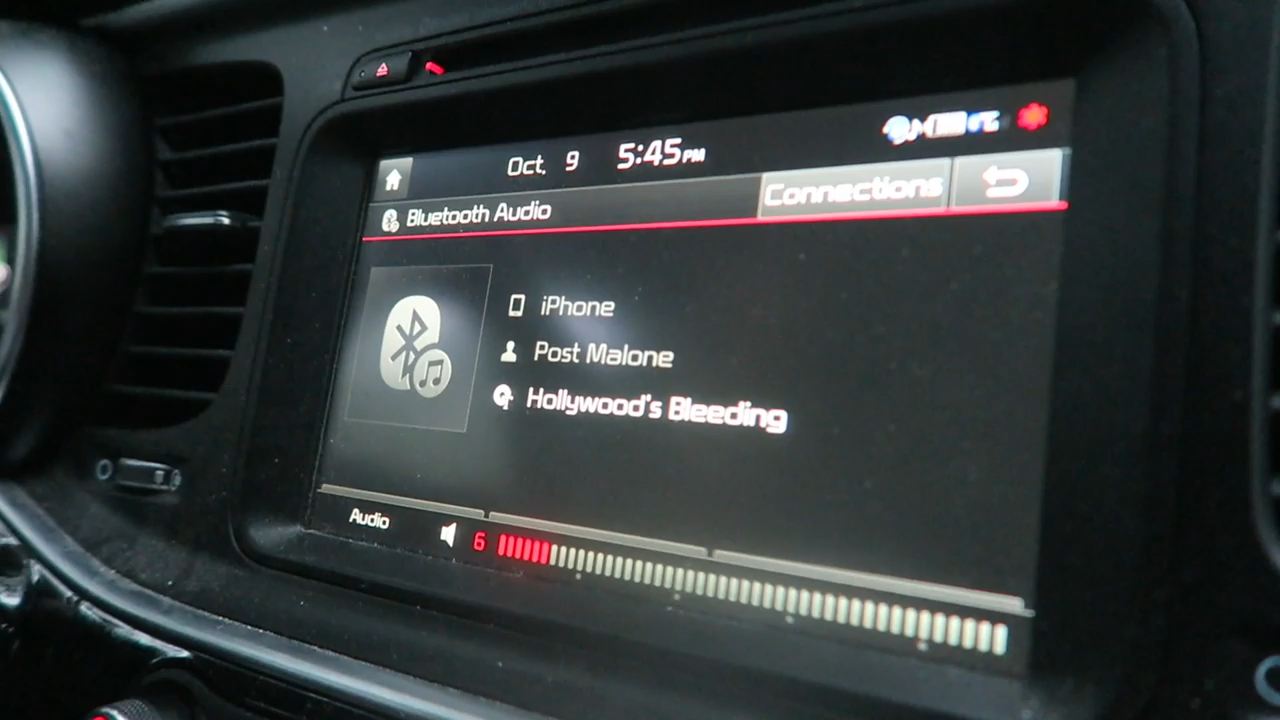 Oct. 9 5:45PM
Bluetooth Audio
Connections
iPhone
Post Malone
Hollywood's Bleeding
Audio 6